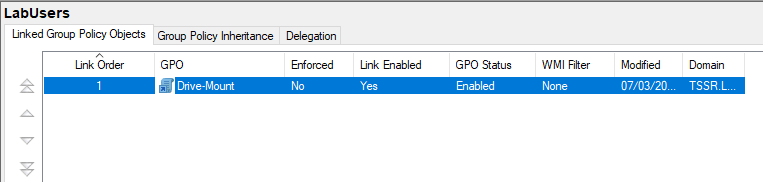 LabUsers
Linked Group Policy Objects Group Policy Inheritance Delegation
Link Order GPO Enforced Link Enabled GPO Status WMI Filter Modified Domain
1 Drive-Mount No Yes Enabled None 07/03/20... TSSR.L...